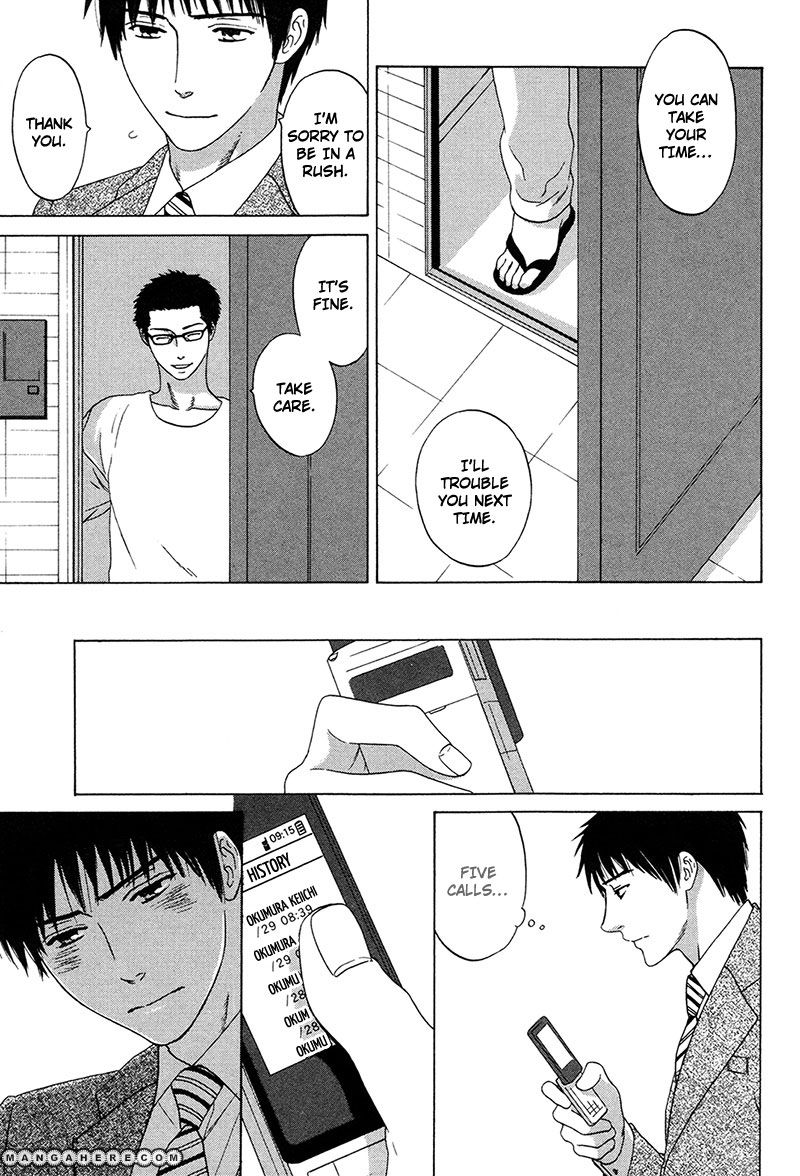 YOU CAN
TAKE
YOUR
TIME...
I'LL
TROUBLE
YOU NEXT
TIME.
I'M
SORRY TO
BE IN A
RUSH.
THANK
YOU.
IT'S
FINE.
TAKE
CARE.
FIVE
CALLS...
09:15
HISTORY
OKUMURA KEIICHI
/29 08:39
OKUMURA
/29
OKUMU
/28
OKUM
/28
OKUMU
MANGAHERE.COM